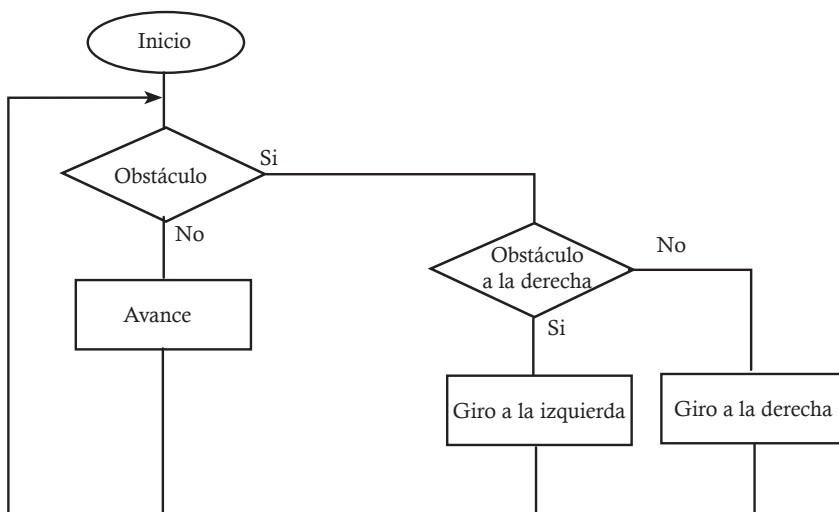 Inicio
Obstáculo
Si
No
Avance
Obstáculo
a la derecha
No
Si
Giro a la izquierda
Giro a la derecha